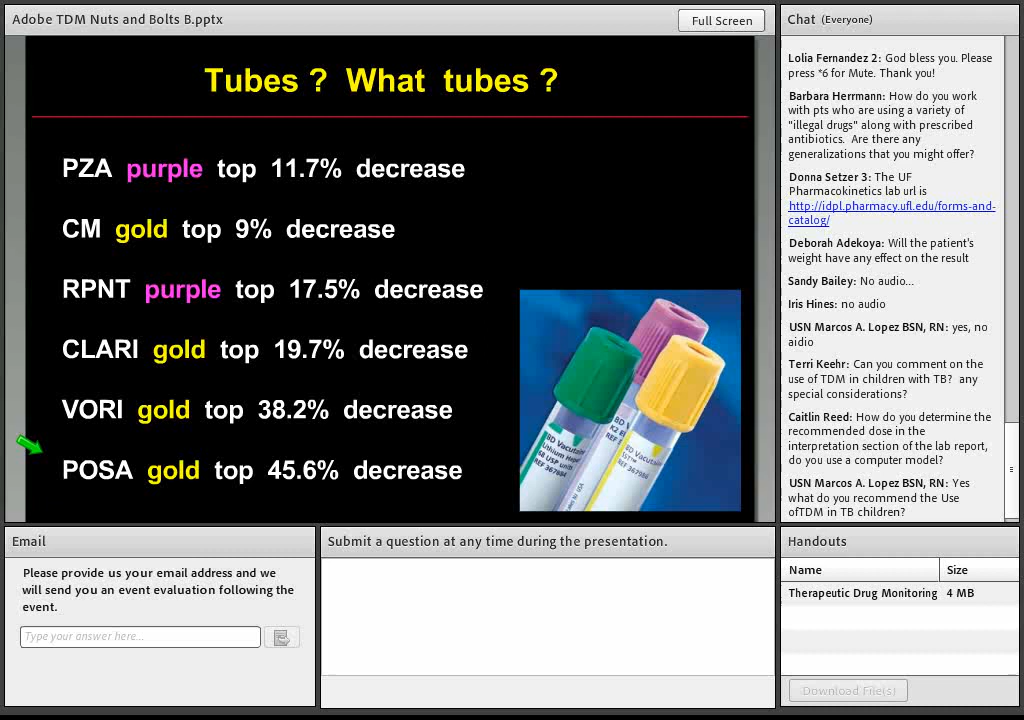 Adobe TDM Nuts and Bolts B.pptx
Full Screen
Tubes ? What tubes ?
PZA purple top 11.7% decrease
CM gold top 9% decrease
RPNT purple top 17.5% decrease
CLARI gold top 19.7% decrease
VORI gold top 38.2% decrease
POSA gold top 45.6% decrease
Chat (Everyone)
Lolia Fernandez 2: God bless you. Please
press *6 for Mute. Thank you!
Barbara Herrmann: How do you work
with pts who are using a variety of
"illegal drugs" along with prescribed
antibiotics. Are there any
generalizations that you might offer?
Donna Setzer 3: The UF
Pharmacokinetics lab url is
http://idpl.pharmacy.ufl.edu/forms-and-
catalog/
Deborah Adekoya: Will the patient's
weight have any effect on the result
Sandy Bailey: No audio...
Iris Hines: no audio
USN Marcos A. Lopez BSN, RN: yes, no
aidio
Terri Keehr: Can you comment on the
use of TDM in children with TB? any
special considerations?
Caitlin Reed: How do you determine the
recommended dose in the
interpretation section of the lab report,
do you use a computer model?
USN Marcos A. Lopez BSN, RN: Yes
what do you recommend the Use
ofTDM in TB children?
Email
Please provide us your email address and we
will send you an event evaluation following the
event.
Type your answer here...
Submit a question at any time during the presentation.
Handouts
Name Size
Therapeutic Drug Monitoring 4 MB
Download File(s)